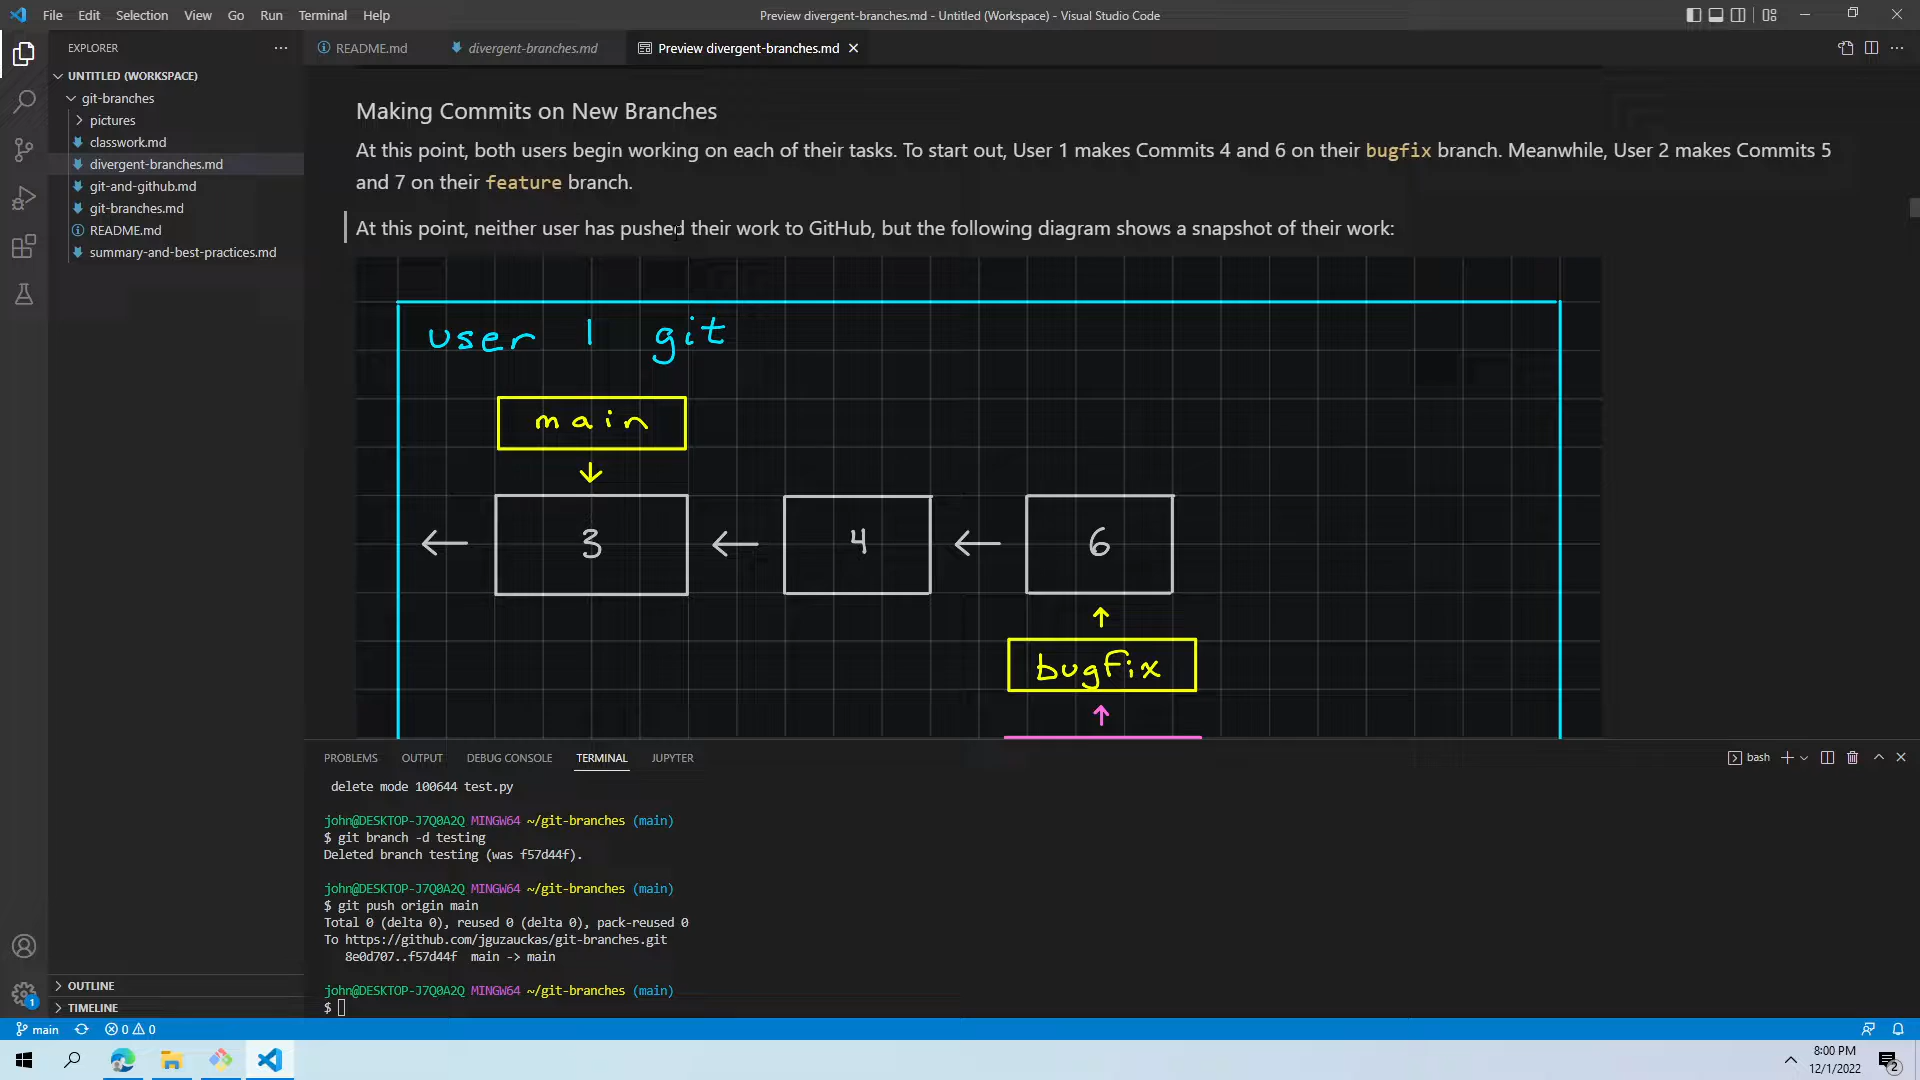 File Edit Selection View Go Run Terminal Help
Preview divergent-branches.md - Untitled (Workspace) - Visual Studio Code
EXPLORER
README.md
divergent-branches.md
Preview divergent-branches.md
UNTITLED (WORKSPACE)
git-branches
pictures
classwork.md
divergent-branches.md
git-and-github.md
git-branches.md
README.md
summary-and-best-practices.md
OUTLINE
TIMELINE
Making Commits on New Branches
At this point, both users begin working on each of their tasks. To start out, User 1 makes Commits 4 and 6 on their bugfix branch. Meanwhile, User 2 makes Commits 5
and 7 on their feature branch.
At this point, neither user has pushed their work to GitHub, but the following diagram shows a snapshot of their work:
user 1 git
main
3 4 6
bugfix
PROBLEMS OUTPUT DEBUG CONSOLE TERMINAL JUPYTER
bash
delete mode 100644 test.py
john@DESKTOP-J7Q0A2Q MINGW64 ~/git-branches (main)
$ git branch -d testing
Deleted branch testing (was f57d44f).
john@DESKTOP-J7Q0A2Q MINGW64 ~/git-branches (main)
$ git push origin main
Total 0 (delta 0), reused 0 (delta 0), pack-reused 0
To https://github.com/jguzauckas/git-branches.git
8e0d707..f57d44f  main -> main
john@DESKTOP-J7Q0A2Q MINGW64 ~/git-branches (main)
$
1
main
0 0
8:00 PM
12/1/2022
2